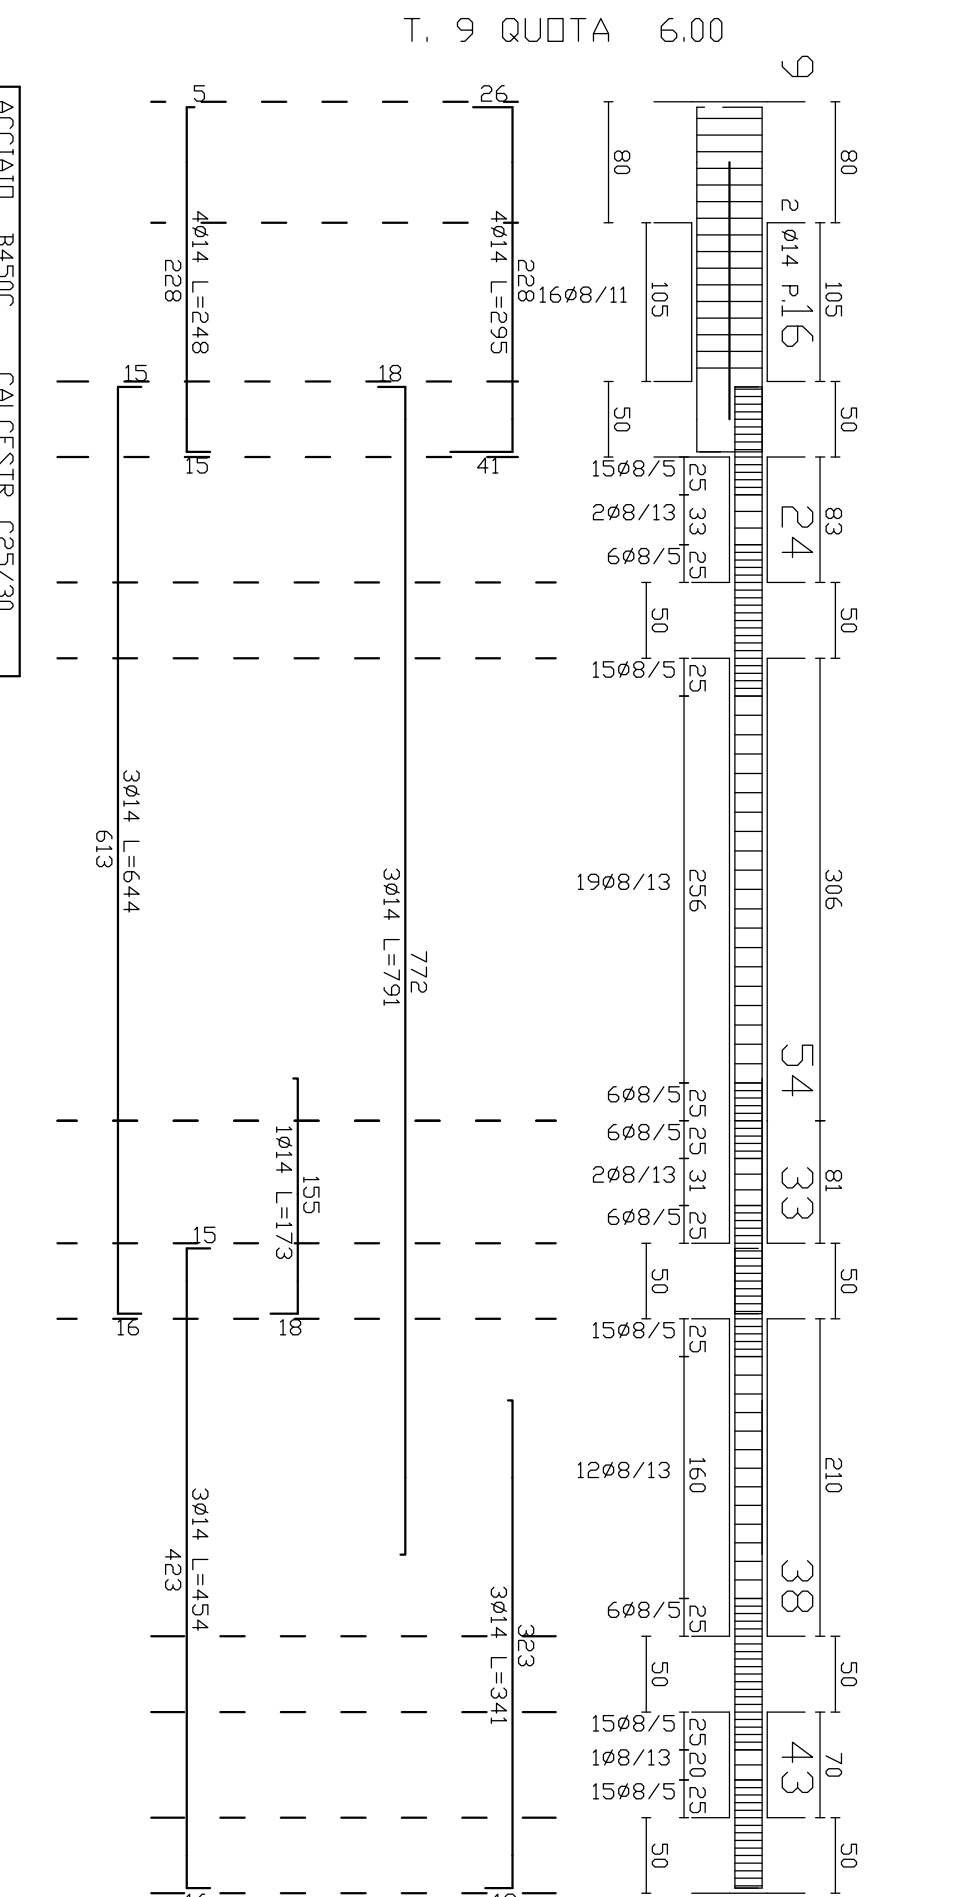 T. 9 QUOTA 6.00
9
80
105
50
83
50
306
81
50
210
50
70
50
2 Ø14 P.
16
24
54
33
38
43
80
105
50
50
50
50
50
16Ø8/11
15Ø8/5
25
2Ø8/13
33
6Ø8/5
25
15Ø8/5
25
19Ø8/13
256
6Ø8/5
25
6Ø8/5
25
2Ø8/13
31
6Ø8/5
25
15Ø8/5
25
12Ø8/13
160
6Ø8/5
25
15Ø8/5
25
1Ø8/13
20
15Ø8/5
25
26
4Ø14 L=295
228
41
5
4Ø14 L=248
228
15
18
3Ø14 L=791
772
15
3Ø14 L=644
613
16
1Ø14 L=173
155
18
15
3Ø14 L=454
423
3Ø14 L=341
323
ACCIAIO B450C CALCESTR. C25/30